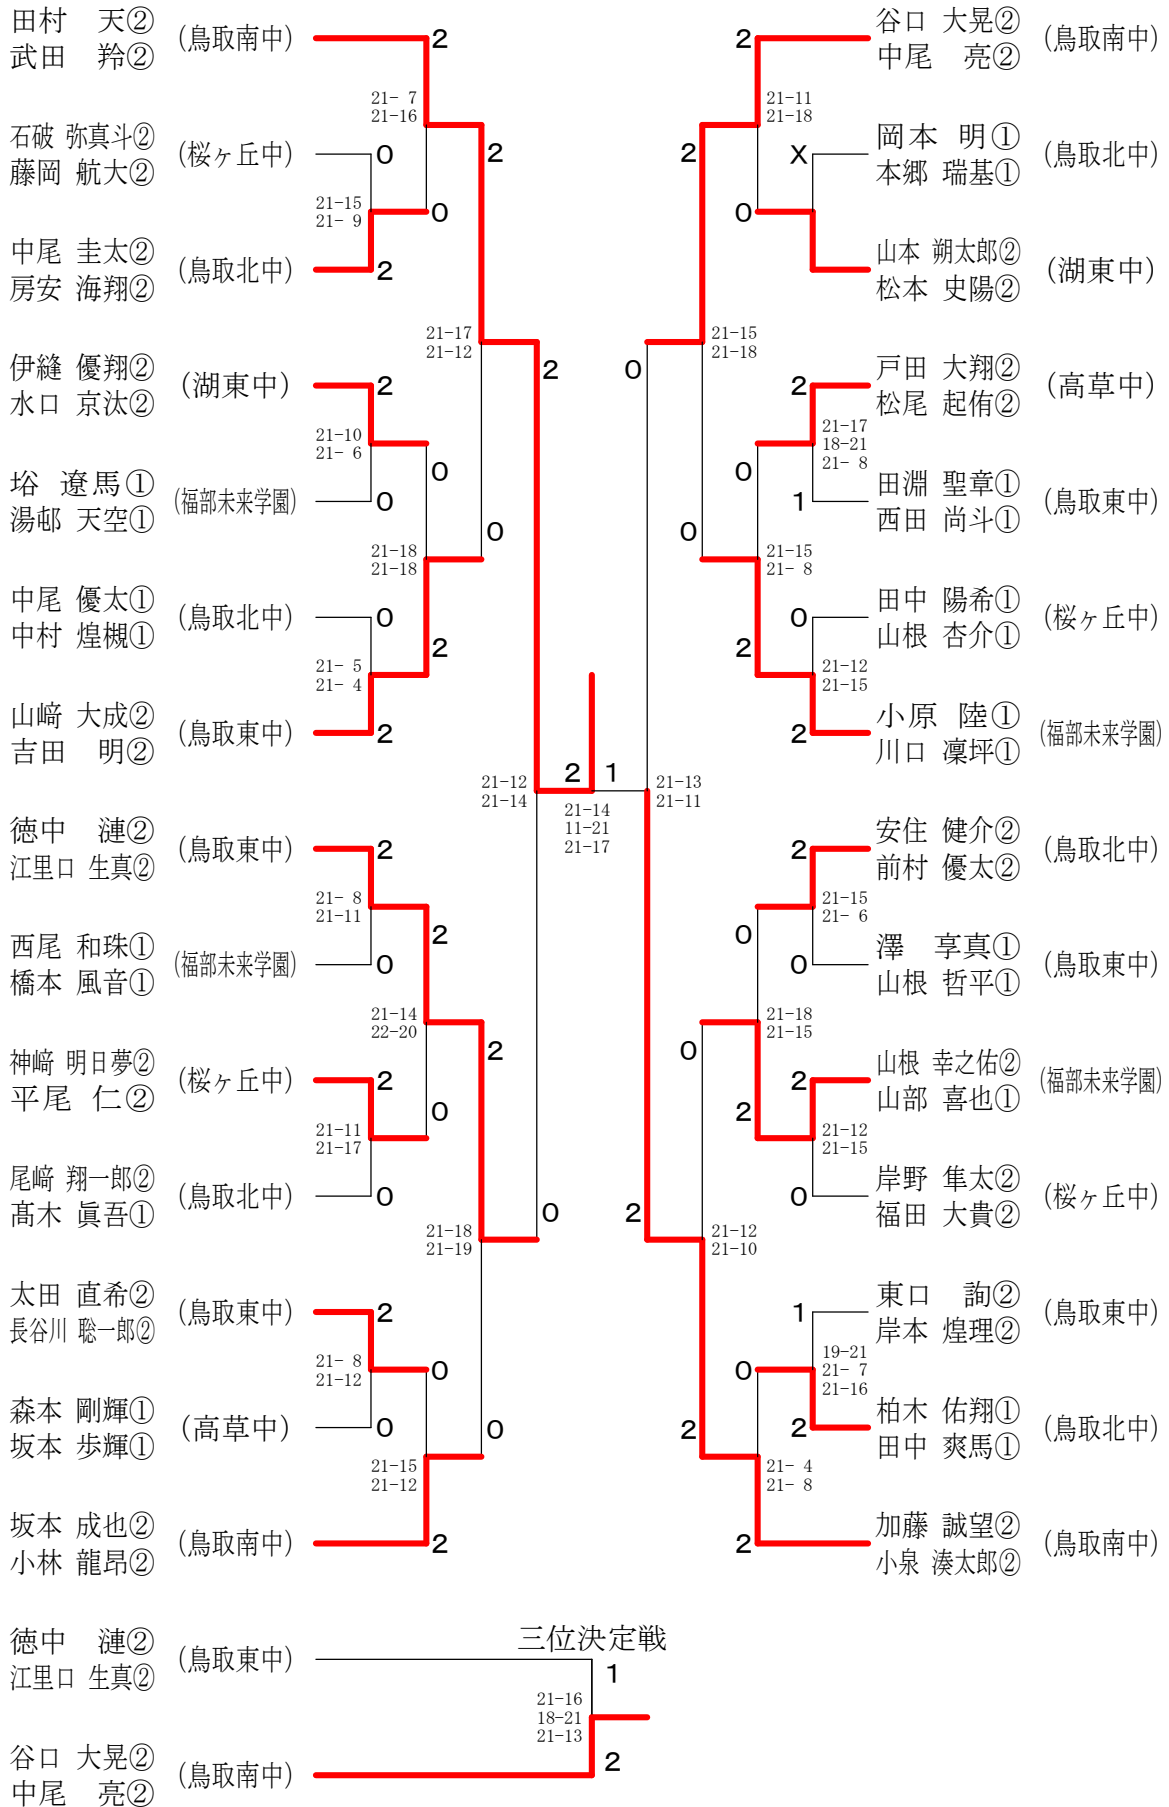 田村 天②
武田 羚②
(鳥取南中)
2
21- 7
21-16
石破 弥真斗②
藤岡 航大②
(桜ヶ丘中)
0
2
21-15
21- 9
0
中尾 圭太②
房安 海翔②
(鳥取北中)
2
21-17
21-12
2
伊縫 優翔②
水口 京汰②
(湖東中)
2
21-10
21- 6
0
塔 遼馬①
湯邨 天空①
(福部未来学園)
0
0
21-18
21-18
中尾 優太①
中村 煌槻①
(鳥取北中)
0
2
21- 5
21- 4
山﨑 大成②
吉田 明②
(鳥取東中)
2
21-12
21-14
2
1
21-14
11-21
21-17
徳中 漣②
江里口 生真②
(鳥取東中)
2
21- 8
21-11
2
西尾 和珠①
橋本 風音①
(福部未来学園)
0
21-14
22-20
2
神﨑 明日夢②
平尾 仁②
(桜ヶ丘中)
2
0
21-11
21-17
尾﨑 翔一郎②
髙木 眞吾①
(鳥取北中)
0
0
21-18
21-19
太田 直希②
長谷川 聡一郎②
(鳥取東中)
2
21- 8
21-12
0
森本 剛輝①
坂本 歩輝①
(高草中)
0
0
21-15
21-12
坂本 成也②
小林 龍昂②
(鳥取南中)
2
谷口 大晃②
中尾 亮②
(鳥取南中)
2
21-11
21-18
岡本 明①
本郷 瑞基①
(鳥取北中)
X
2
0
山本 朔太郎②
松本 史陽②
(湖東中)
21-15
21-18
0
戸田 大翔②
松尾 起侑②
(高草中)
2
21-17
18-21
21- 8
0
田淵 聖章①
西田 尚斗①
(鳥取東中)
1
0
21-15
21- 8
田中 陽希①
山根 杏介①
(桜ヶ丘中)
0
2
21-12
21-15
小原 陸①
川口 凜坪①
(福部未来学園)
2
21-13
21-11
安住 健介②
前村 優太②
(鳥取北中)
2
21-15
21- 6
0
澤 享真①
山根 哲平①
(鳥取東中)
0
21-18
21-15
0
山根 幸之佑②
山部 喜也①
(福部未来学園)
2
2
21-12
21-15
岸野 隼太②
福田 大貴②
(桜ヶ丘中)
0
2
21-12
21-10
東口 詢②
岸本 煌理②
(鳥取東中)
1
19-21
21- 7
21-16
0
柏木 佑翔①
田中 爽馬①
(鳥取北中)
2
2
21- 4
21- 8
加藤 誠望②
小泉 湊太郎②
(鳥取南中)
2
三位決定戦
徳中 漣②
江里口 生真②
(鳥取東中)
1
21-16
18-21
21-13
谷口 大晃②
中尾 亮②
(鳥取南中)
2